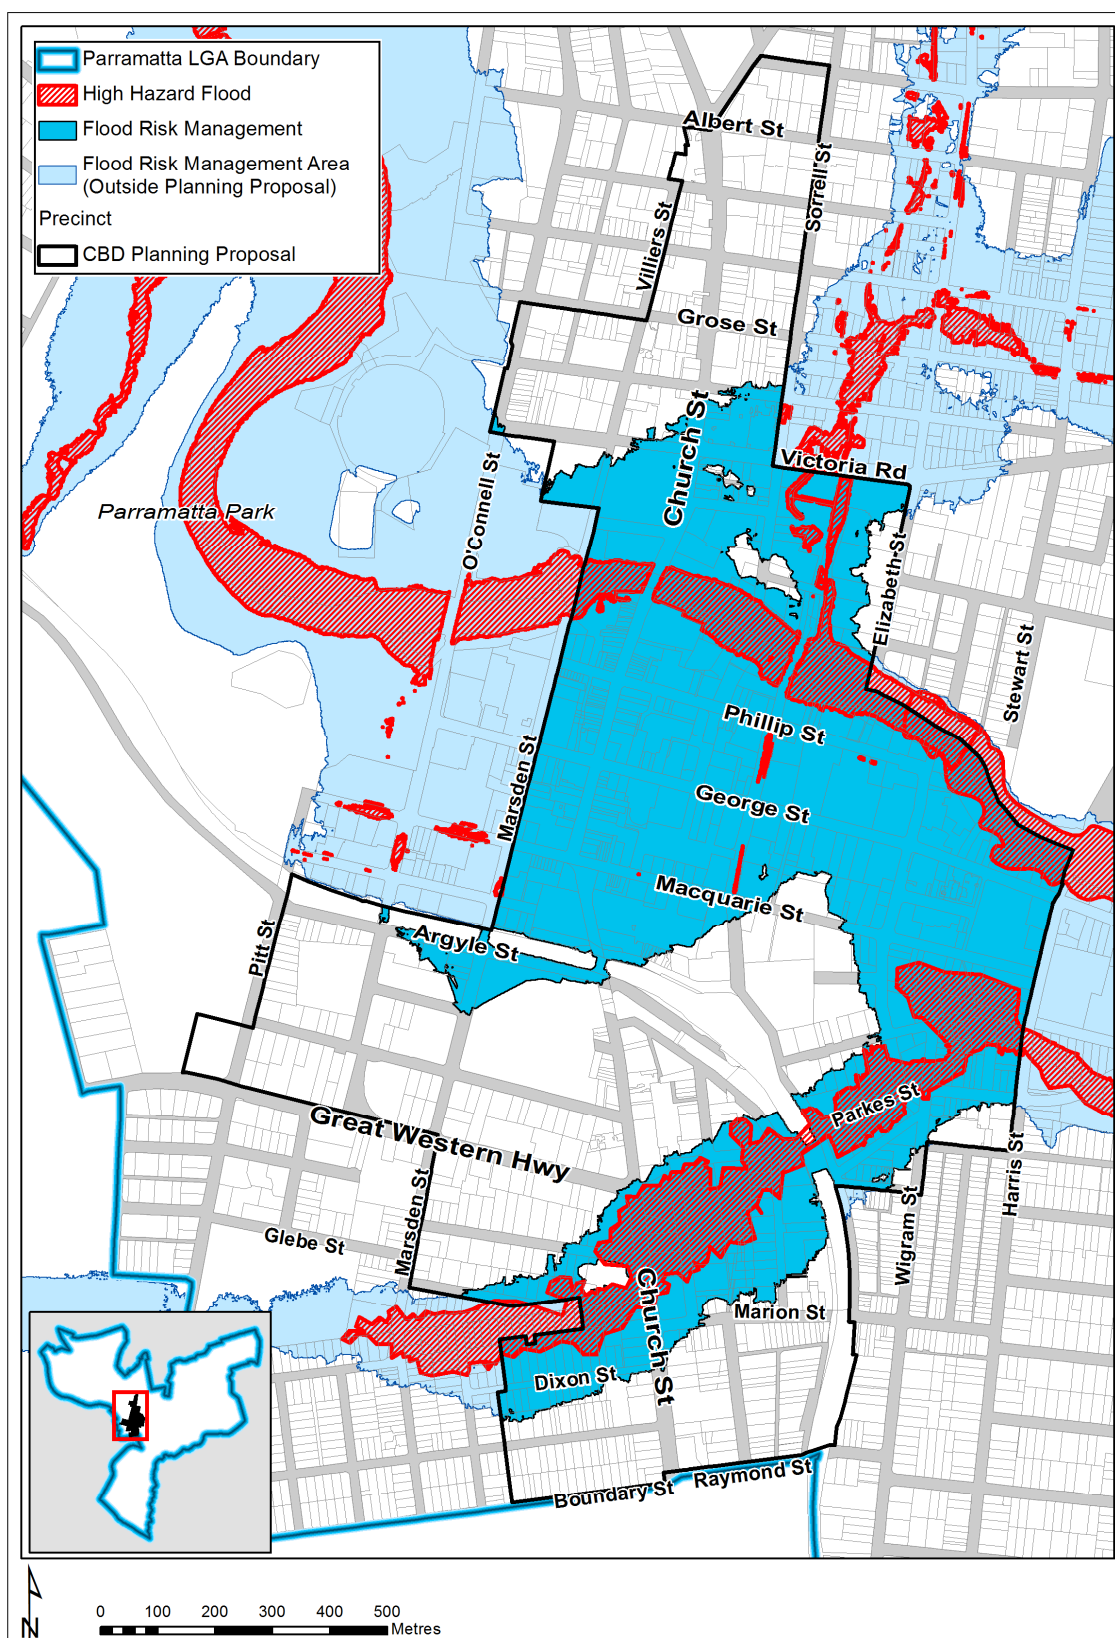 Parramatta LGA Boundary
High Hazard Flood
Flood Risk Management
Flood Risk Management Area
(Outside Planning Proposal)
Precinct
CBD Planning Proposal
Albert St
Sorrell St
Villiers St
Grose St
Church St
Victoria Rd
O'Connell St
Parramatta Park
Elizabeth St
Stewart St
Phillip St
Marsden St
George St
Macquarie St
Argyle St
Pitt St
Parkes St
Great Western Hwy
Harris St
Marsden St
Wigram St
Glebe St
Church St
Marion St
Dixon St
Raymond St
Boundary St
N
0 100 200 300 400 500
Metres